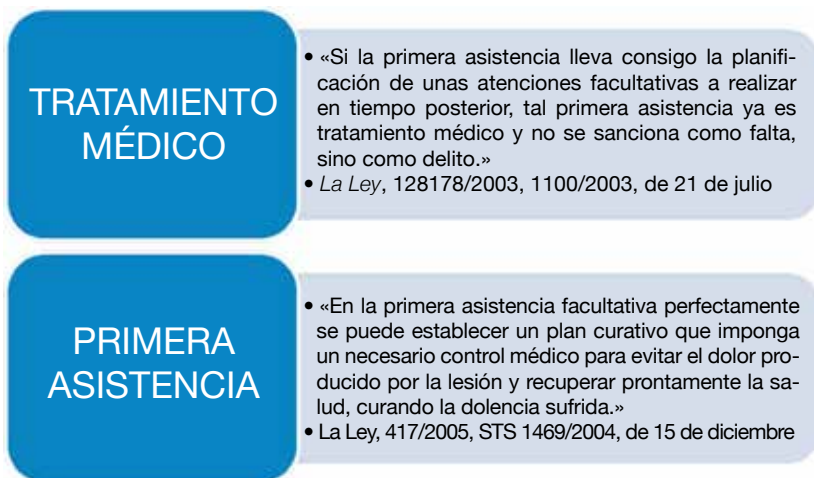 TRATAMIENTO
MÉDICO
• «Si la primera asistencia lleva consigo la planifi-
cación de unas atenciones facultativas a realizar
en tiempo posterior, tal primera asistencia ya es
tratamiento médico y no se sanciona como falta,
sino como delito.»
• La Ley, 128178/2003, 1100/2003, de 21 de julio
PRIMERA
ASISTENCIA
• «En la primera asistencia facultativa perfectamente
se puede establecer un plan curativo que imponga
un necesario control médico para evitar el dolor pro-
ducido por la lesión y recuperar prontamente la sa-
lud, curando la dolencia sufrida.»
• La Ley, 417/2005, STS 1469/2004, de 15 de diciembre